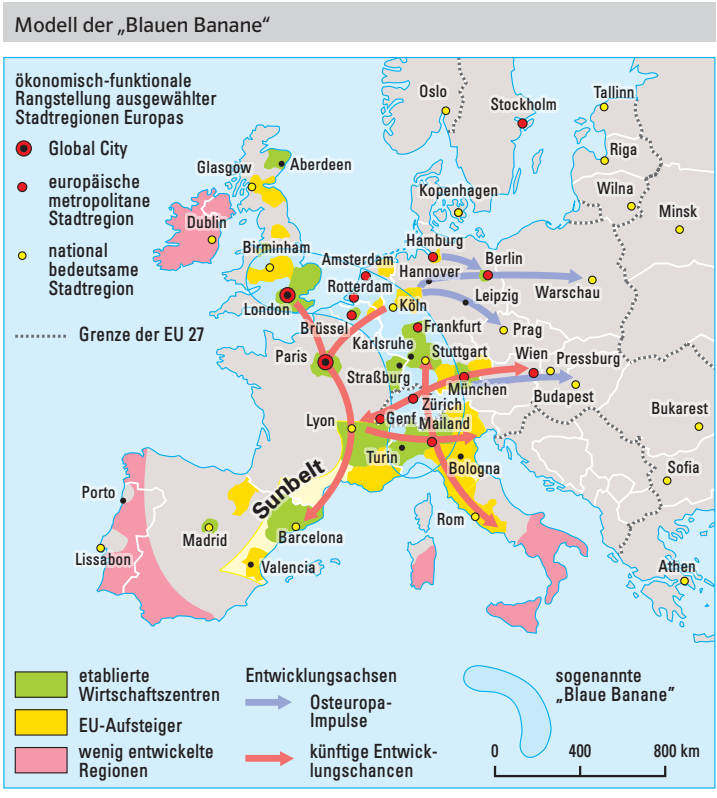 Modell der „Blauen Banane“
ökonomisch-funktionale
Rangstellung ausgewählter
Stadtregionen Europas
Global City
europäische
metropolitane
Stadtregion
national
bedeutsame
Stadtregion
Grenze der EU 27
Oslo
Stockholm
Tallinn
Riga
Wilna
Minsk
Glasgow
Aberdeen
Kopenhagen
Dublin
Birminham
Hamburg
Amsterdam
Berlin
Hannover
Rotterdam
Leipzig
Warschau
London
Köln
Brüssel
Frankfurt
Prag
Karlsruhe
Paris
Stuttgart
Wien
Pressburg
Straßburg
München
Budapest
Zürich
Bukarest
Lyon
Genf
Mailand
Turin
Bologna
Sofia
Sunbelt
Porto
Rom
Madrid
Barcelona
Lissabon
Valencia
Athen
etablierte
Wirtschaftszentren
EU-Aufsteiger
wenig entwickelte
Regionen
Entwicklungsachsen
Osteuropa-
Impulse
künftige Entwick-
lungschancen
sogenannte
„Blaue Banane”
0 400 800 km